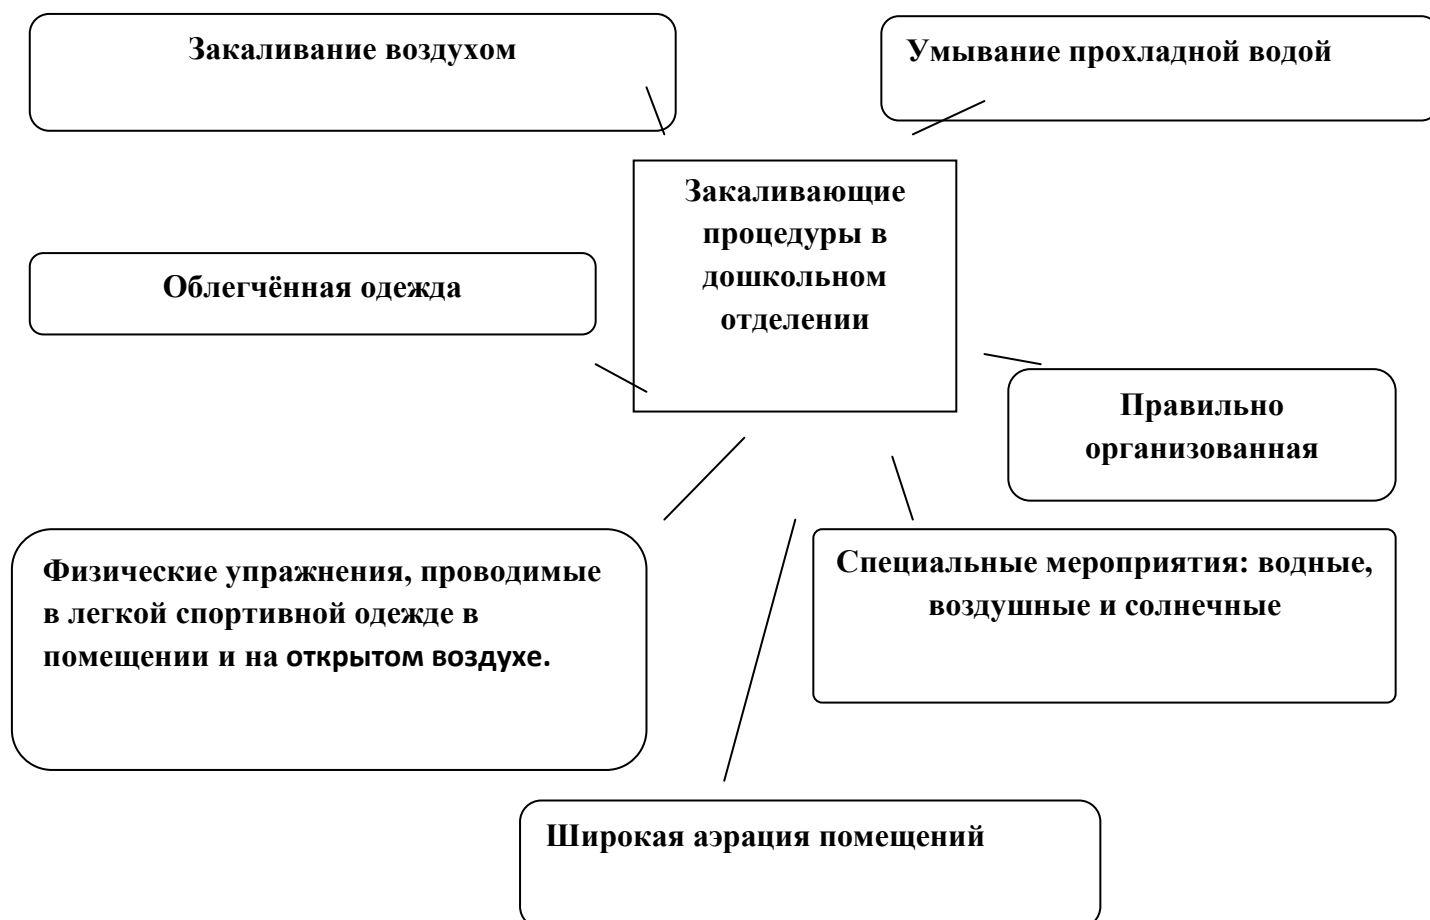 Закаливание воздухом
Умывание прохладной водой
Закаливающие
процедуры в
дошкольном
отделении
Облегчённая одежда
Правильно
организованная
Физические упражнения, проводимые
в легкой спортивной одежде в
помещении и на открытом воздухе.
Специальные мероприятия: водные,
воздушные и солнечные
Широкая аэрация помещений